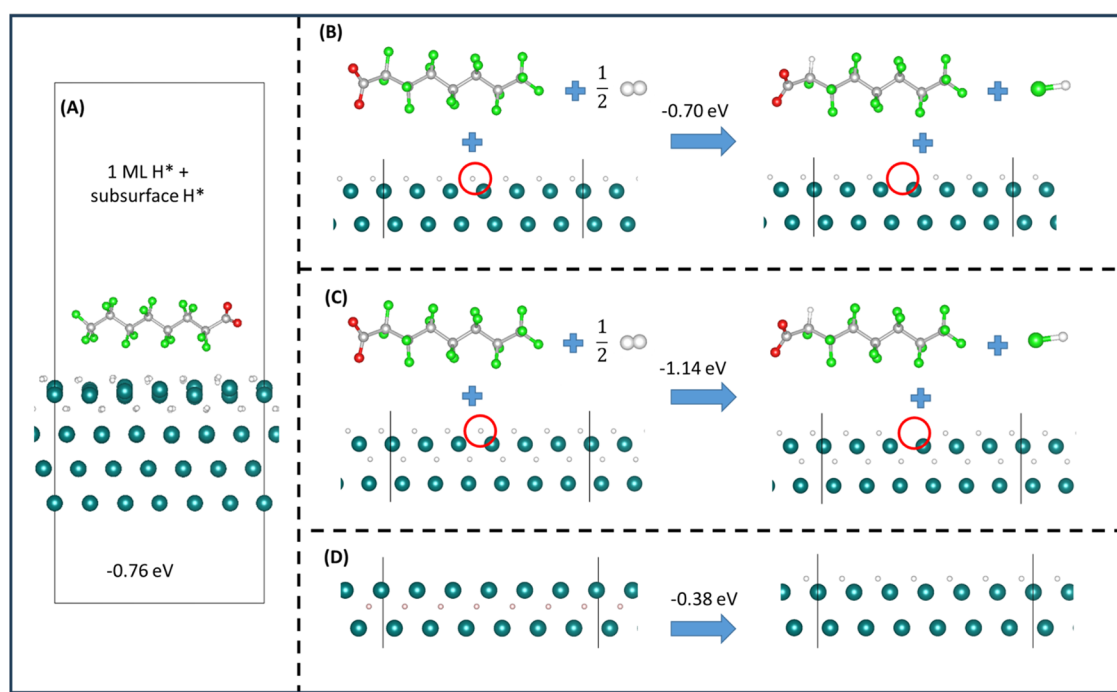 (A)
1 ML H* +
subsurface H*
-0.76 eV
(B)
1/2
-0.70 eV
(C)
1/2
-1.14 eV
(D)
-0.38 eV